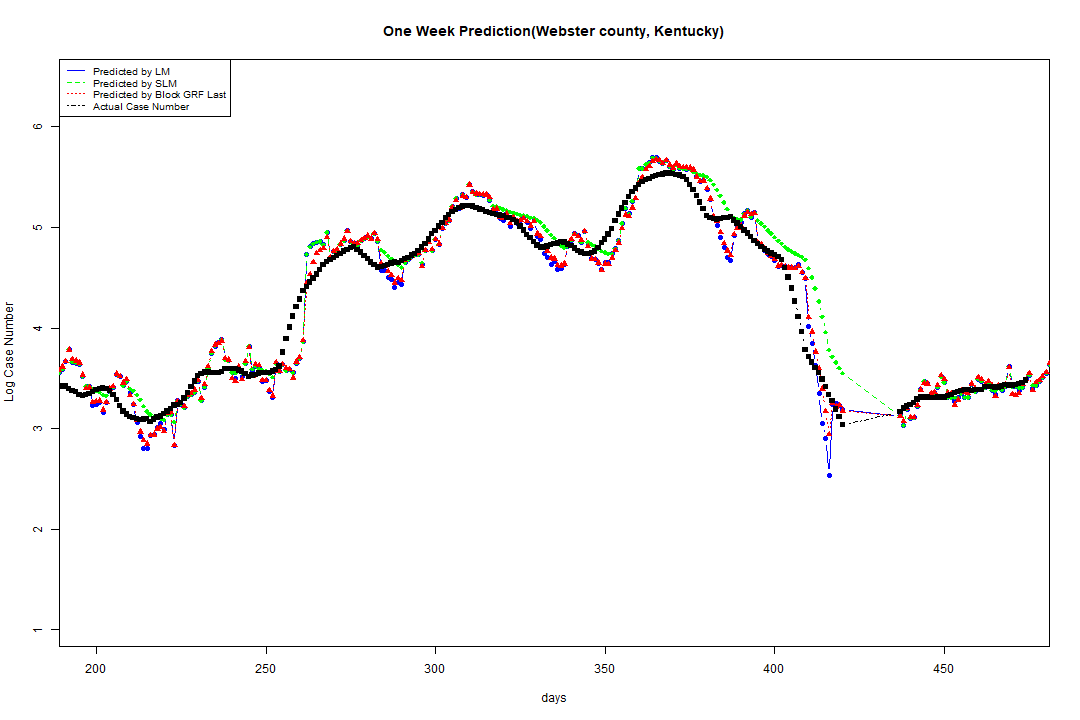 One Week Prediction(Webster county, Kentucky)
Predicted by LM
Predicted by SLM
Predicted by Block GRF Last
Actual Case Number
6
5
4
3
2
1
Log Case Number
200 250 300 350 400 450
days